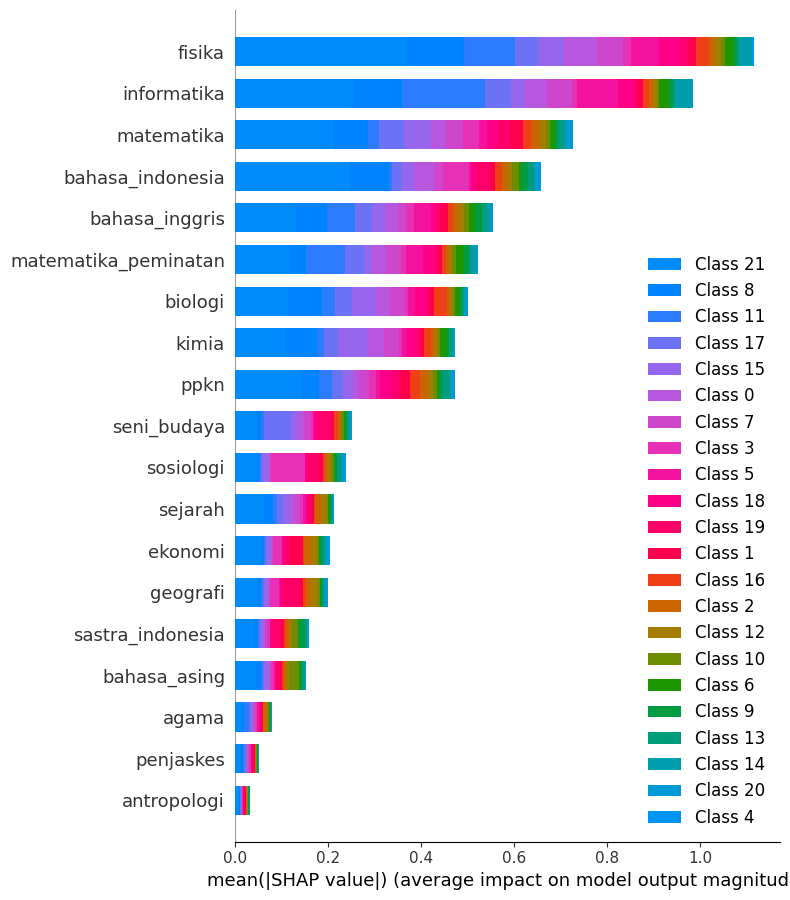 fisika
informatika
matematika
bahasa_indonesia
bahasa_inggris
matematika_peminatan
biologi
kimia
ppkn
seni_budaya
sosiologi
sejarah
ekonomi
geografi
sastra_indonesia
bahasa_asing
agama
penjaskes
antropologi
Class 21
Class 8
Class 11
Class 17
Class 15
Class 0
Class 7
Class 3
Class 5
Class 18
Class 19
Class 1
Class 16
Class 2
Class 12
Class 10
Class 6
Class 9
Class 13
Class 14
Class 20
Class 4
0.0 0.2 0.4 0.6 0.8 1.0
mean(|SHAP value|) (average impact on model output magnitud